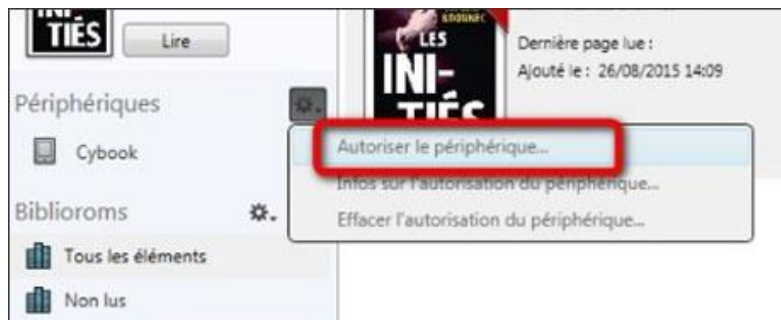 TIÉS
Lire
BOUNNEC
LES
INI-
TIÉS
Dernière page lue :
Ajouté le : 26/08/2015 14:09
Périphériques
Cybook
Autoriser le périphérique...
Infos sur l'autorisation du périphérique...
Effacer l'autorisation du périphérique...
Biblioroms
Tous les éléments
Non lus